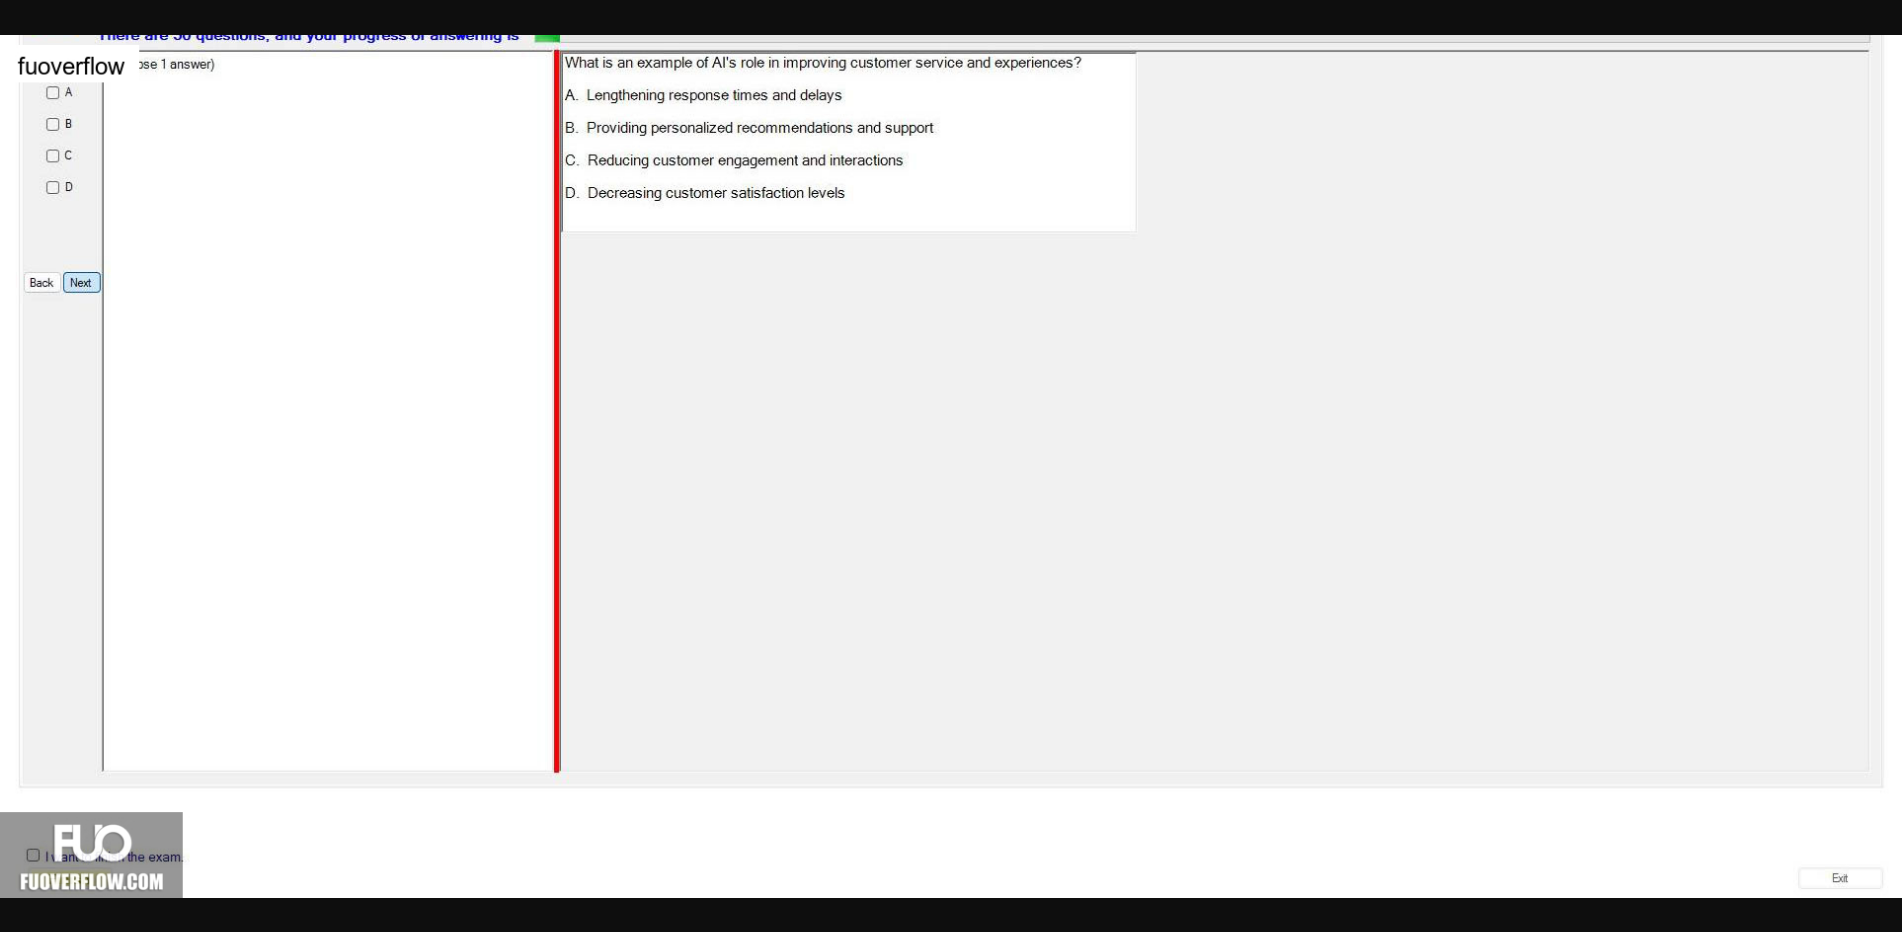 There are 50 questions, and your progress of answering is
fuoverflow
ose 1 answer)
A
B
C
D
Back
Next
What is an example of AI's role in improving customer service and experiences?
A. Lengthening response times and delays
B. Providing personalized recommendations and support
C. Reducing customer engagement and interactions
D. Decreasing customer satisfaction levels
FUO
I want the exam.
FUOVERFLOW.COM
Exit